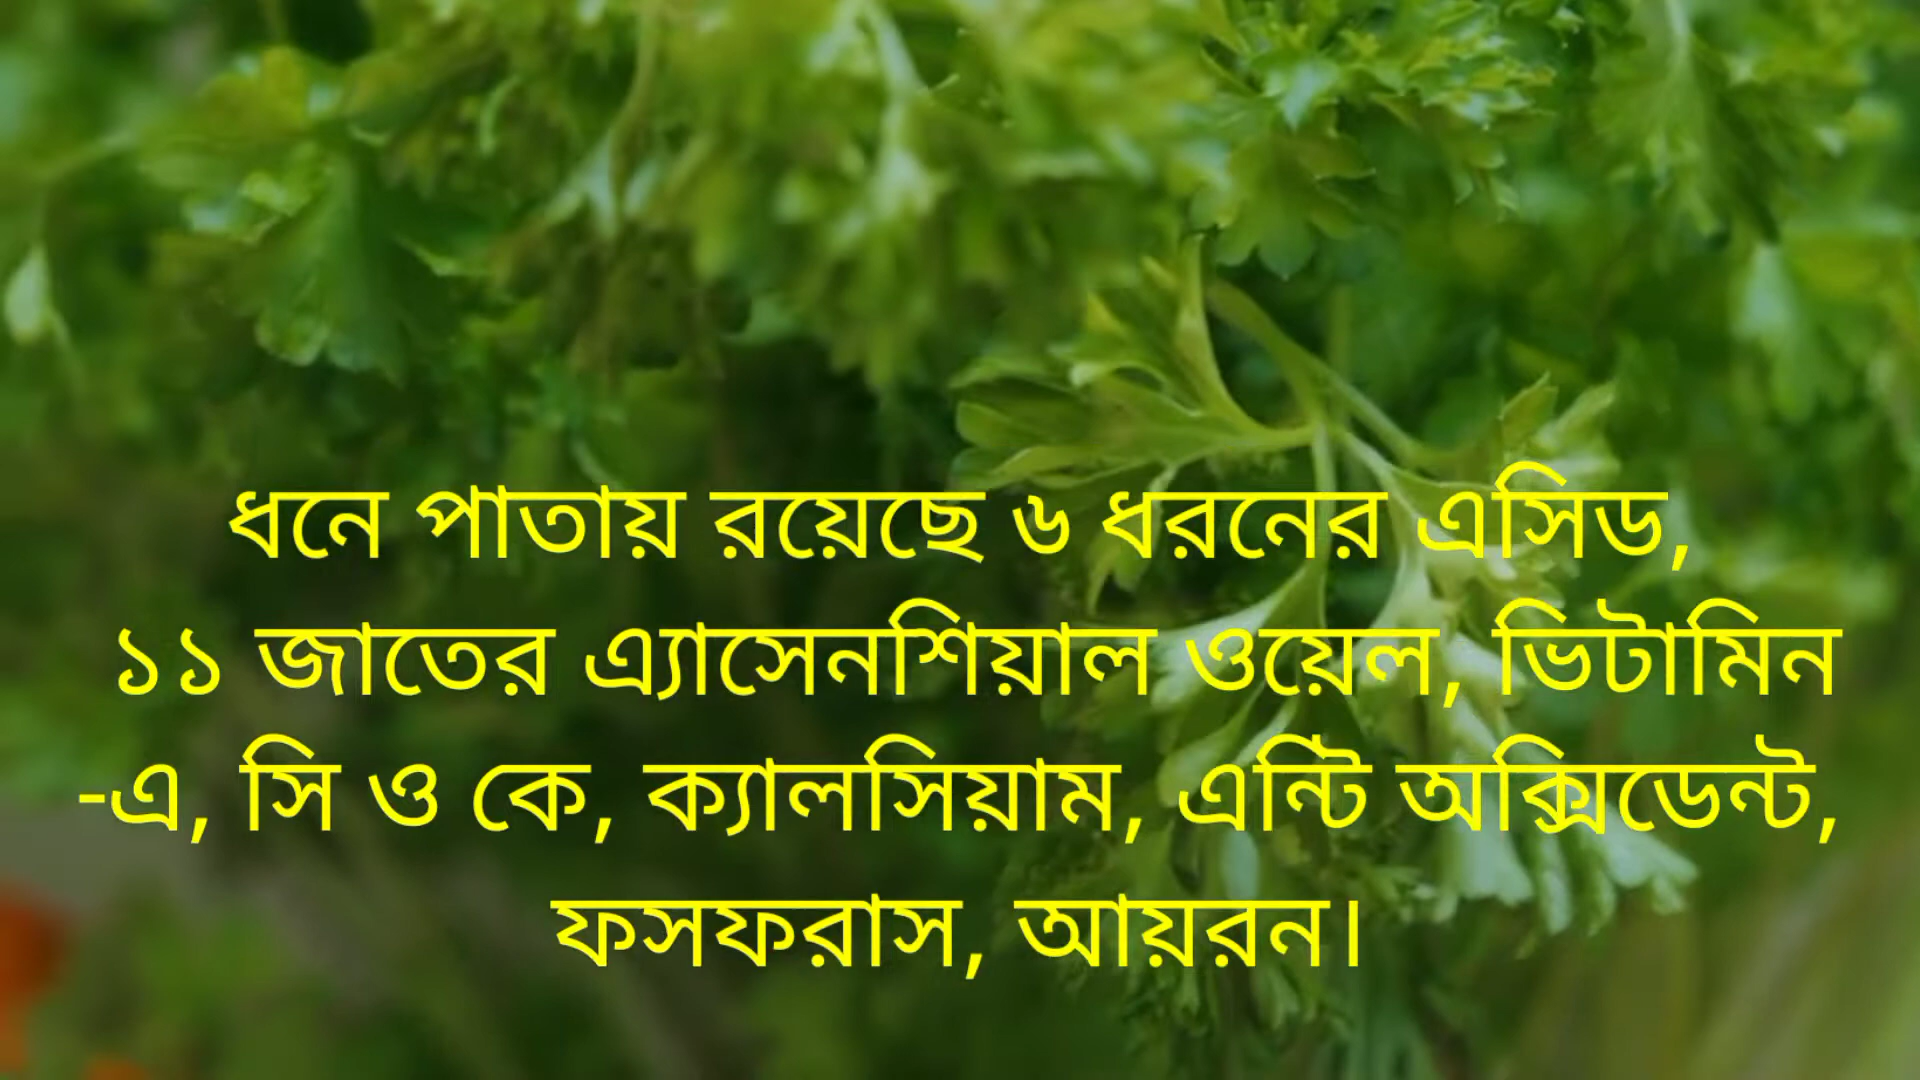 ধনে পাতায় রয়েছে ৬ ধরনের এসিড,
১১ জাতের এ্যাসেনশিয়াল ওয়েল, ভিটামিন
-এ, সি ও কে, ক্যালসিয়াম, এন্টি অক্সিডেন্ট,
ফসফরাস, আয়রন।